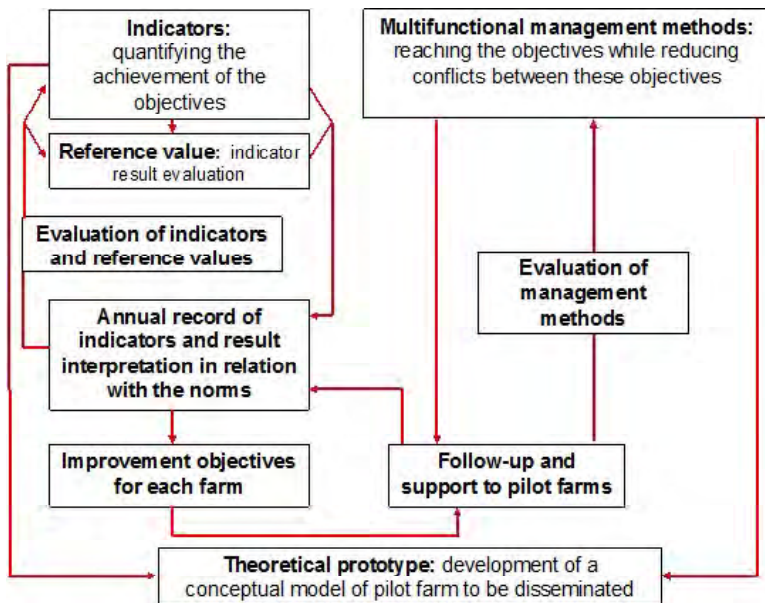 Indicators:
quantifying the
achievement of the
objectives
Multifunctional management methods:
reaching the objectives while reducing
conflicts between these objectives
Reference value: indicator
result evaluation
Evaluation of indicators
and reference values
Evaluation of
management
methods
Annual record of
indicators and result
interpretation in relation
with the norms
Improvement objectives
for each farm
Follow-up and
support to pilot farms
Theoretical prototype: development of a
conceptual model of pilot farm to be disseminated